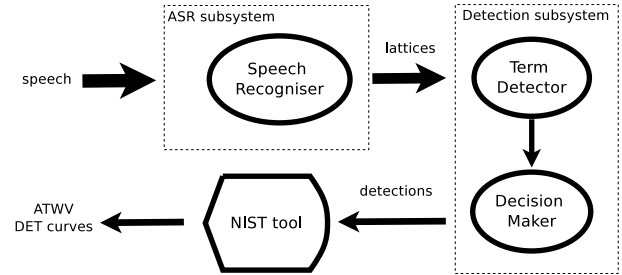 ASR subsystem
Detection subsystem
speech
Speech
Recogniser
lattices
Term
Detector
Decision
Maker
detections
NIST tool
ATWV
DET curves